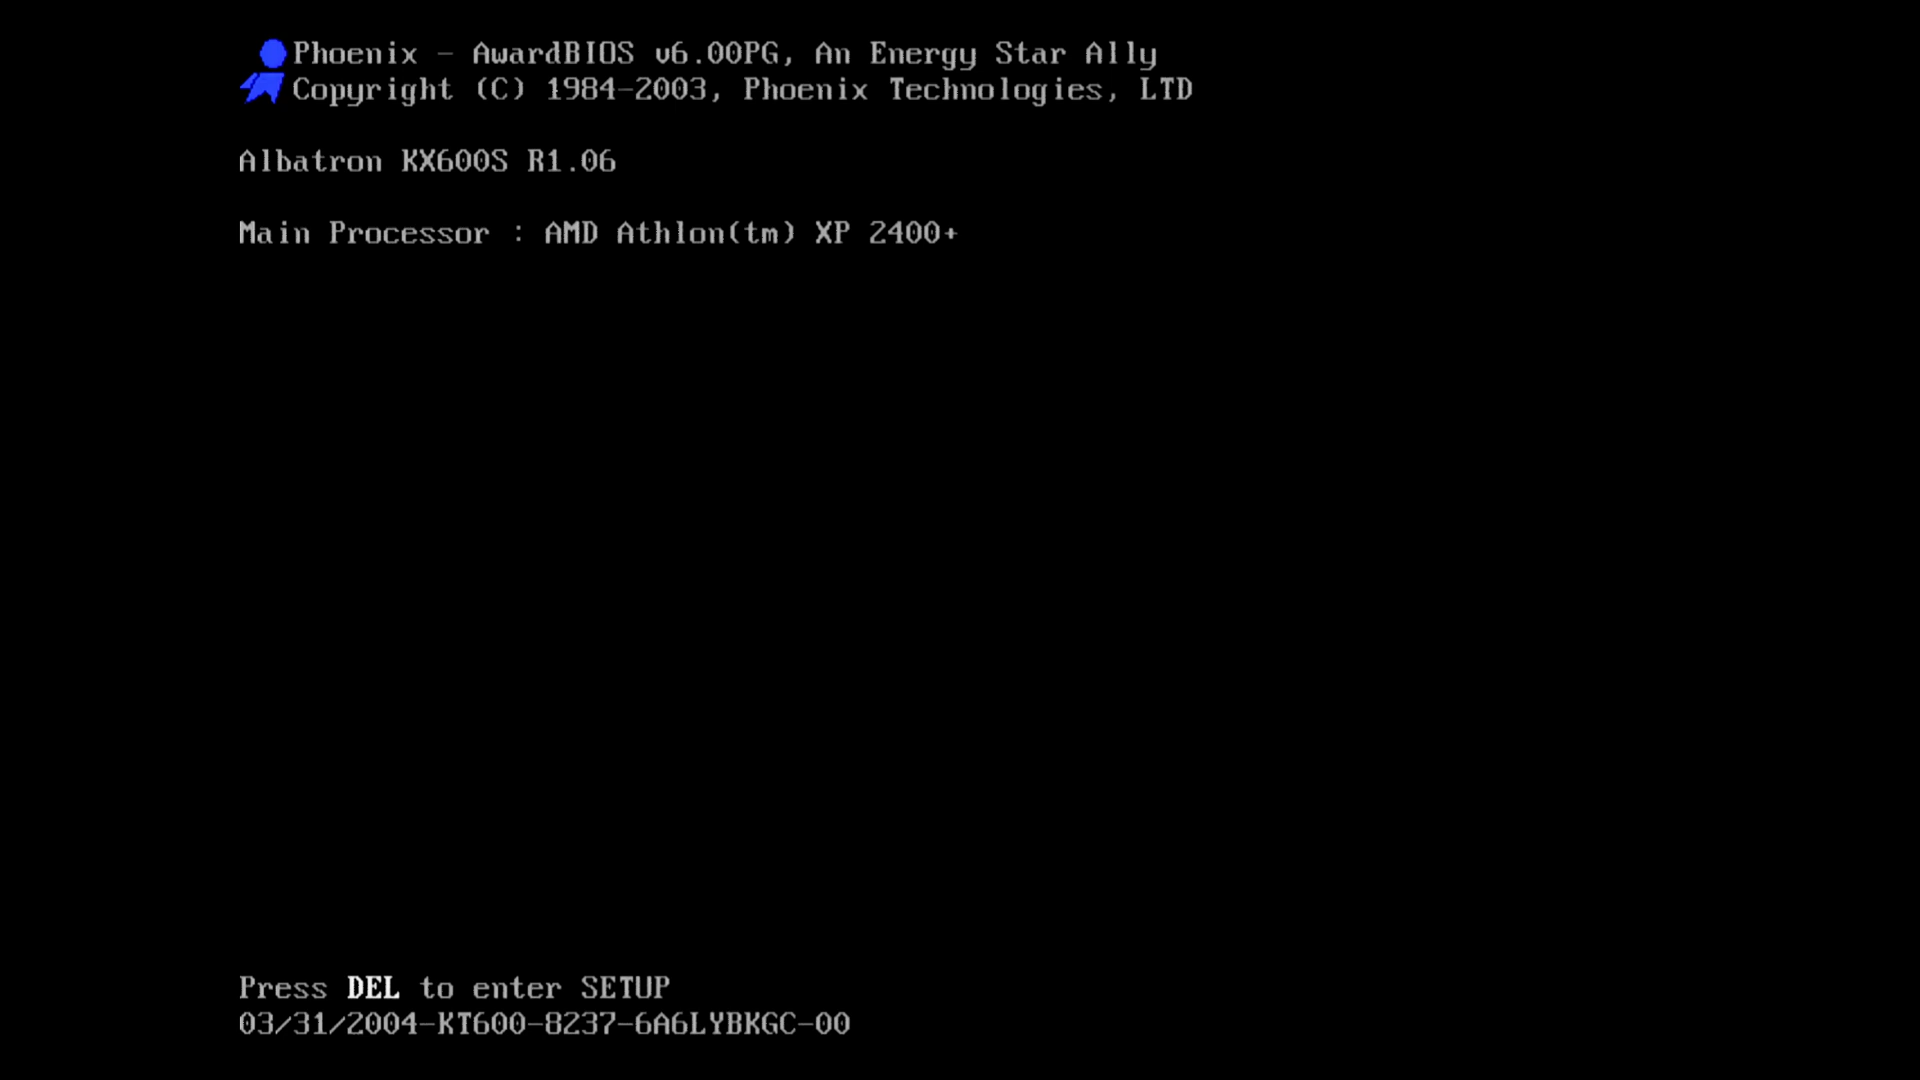 Phoenix - AwardBIOS v6.00PG, An Energy Star Ally
Copyright (C) 1984-2003, Phoenix Technologies, LTD
Albatron KX600S R1.06
Main Processor : AMD Athlon(tm) XP 2400+
Press DEL to enter SETUP
03/31/2004-KT600-8237-6A6LYBKGC-00